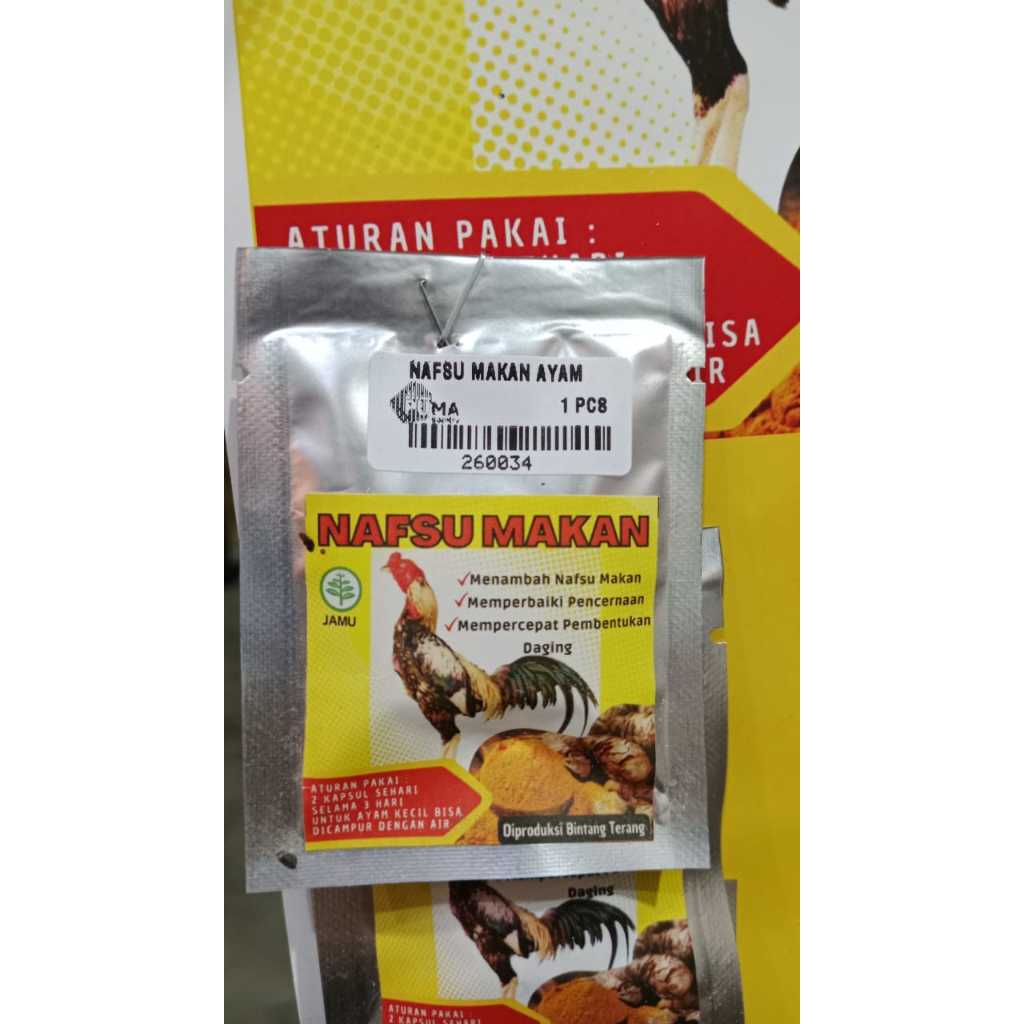 ATURAN PAKAI :
ISA
R
NAFSU MAKAN AYAM
MA
1 PCS
260034
NAFSU MAKAN
JAMU
✓Menambah Nafsu Makan
✓Memperbaiki Pencernaan
✓Mempercepat Pembentukan
Daging
ATURAN PAKAI :
2 KAPSUL SEHARI
SELAMA 3 HARI
UNTUK AYAM KECIL BISA
DICAMPUR DENGAN AIR
Diproduksi Bintang Terang
Daging
ATURAN PAKAI :
2 KAPSUL SEHARI